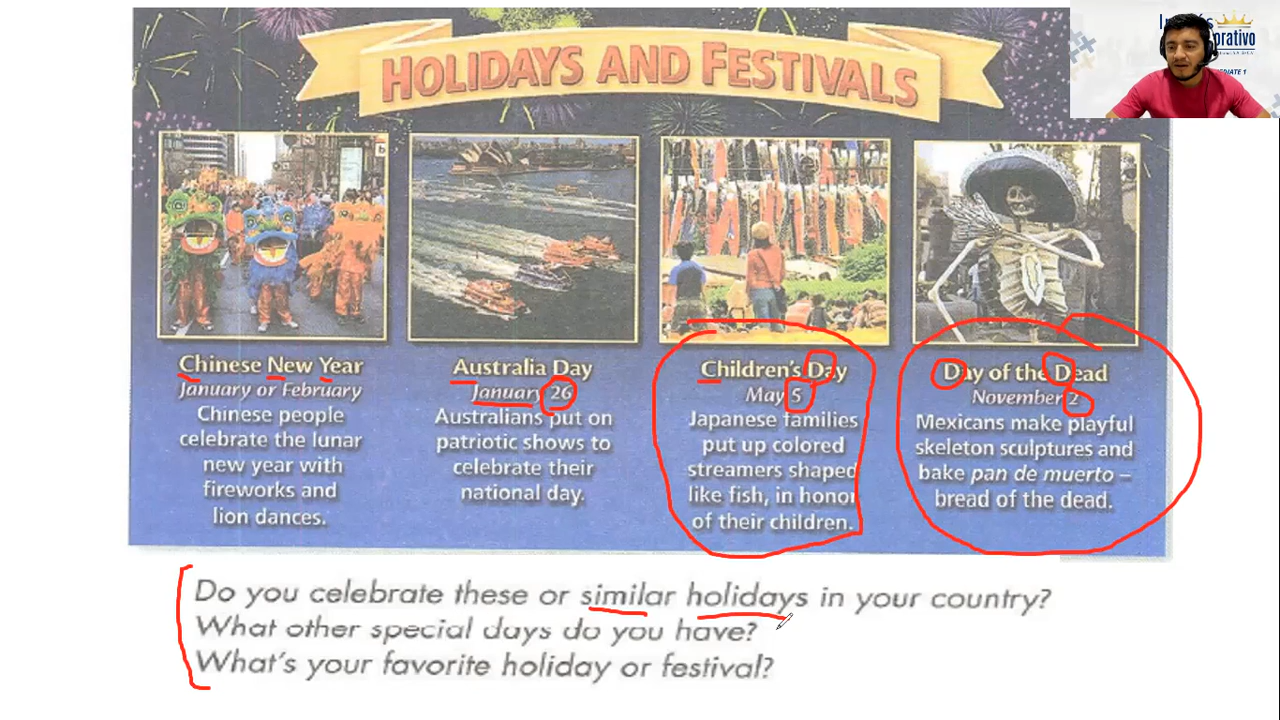 HOLIDAYS AND FESTIVALS
Chinese New Year
January or February
Chinese people
celebrate the lunar
new year with
fireworks and
lion dances.
Australia Day
January 26
Australians put on
patriotic shows to
celebrate their
national day.
Children's Day
May 5
Japanese families
put up colored
streamers shaped
like fish, in honor
of their children.
Day of the Dead
November 2
Mexicans make playful
skeleton sculptures and
bake pan de muerto –
bread of the dead.
Do you celebrate these or similar holidays in your country?
What other special days do you have?
What's your favorite holiday or festival?